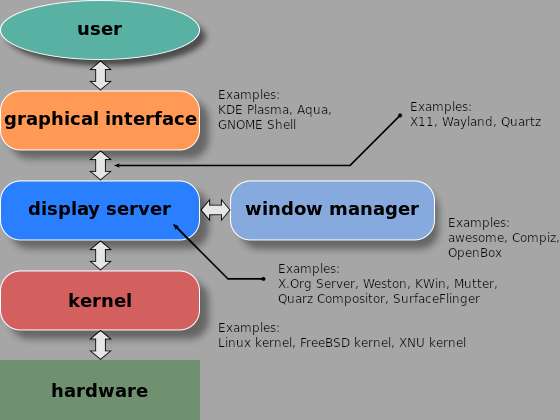 user
graphical interface
Examples:
KDE Plasma, Aqua,
GNOME Shell
Examples:
X11, Wayland, Quartz
display server
window manager
Examples:
awesome, Compiz,
OpenBox
Examples:
X.Org Server, Weston, KWin, Mutter,
Quarz Compositor, SurfaceFlinger
kernel
Examples:
Linux kernel, FreeBSD kernel, XNU kernel
hardware